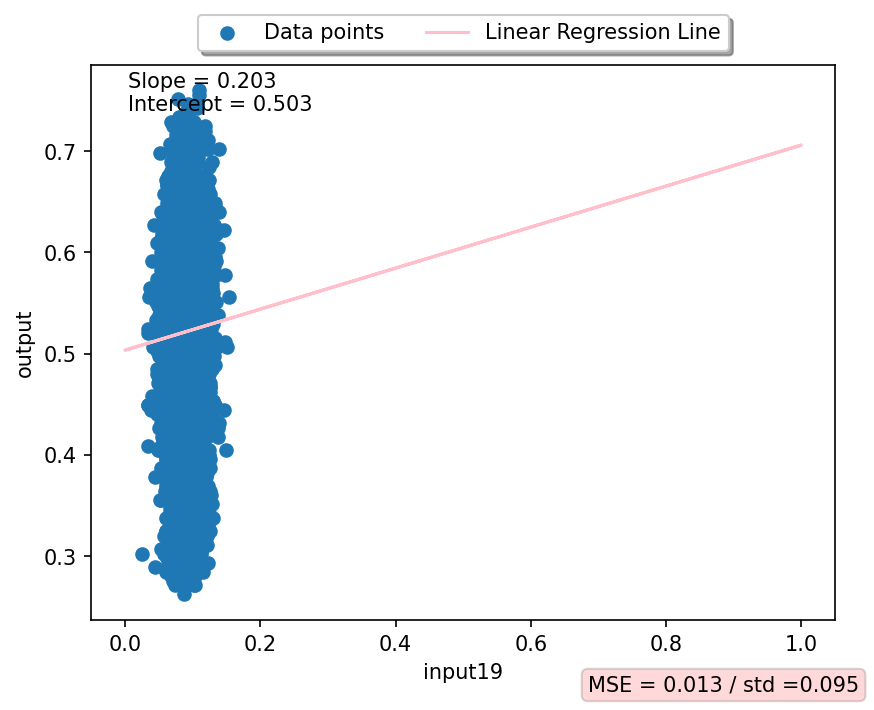 Data points
Linear Regression Line
Slope = 0.203
Intercept = 0.503
0.7
0.6
0.5
0.4
0.3
output
0.0 0.2 0.4 0.6 0.8 1.0
input19
MSE = 0.013 / std =0.095